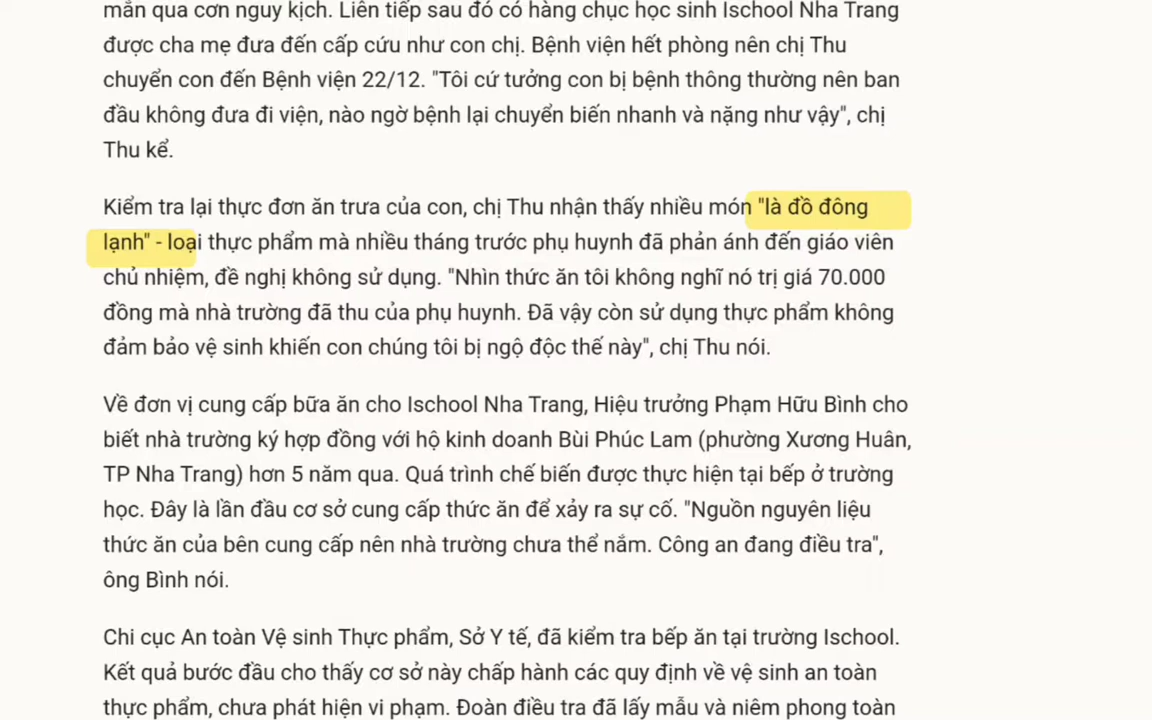 mắn qua cơn nguy kịch. Liên tiếp sau đó có hàng chục học sinh Ischool Nha Trang
được cha mẹ đưa đến cấp cứu như con chị. Bệnh viện hết phòng nên chị Thu
chuyển con đến Bệnh viện 22/12. "Tôi cứ tưởng con bị bệnh thông thường nên ban
đầu không đưa đi viện, nào ngờ bệnh lại chuyển biến nhanh và nặng như vậy", chị
Thu kể.
Kiểm tra lại thực đơn ăn trưa của con, chị Thu nhận thấy nhiều món "là đồ đông
lạnh" - loại thực phẩm mà nhiều tháng trước phụ huynh đã phản ánh đến giáo viên
chủ nhiệm, đề nghị không sử dụng. "Nhìn thức ăn tôi không nghĩ nó trị giá 70.000
đồng mà nhà trường đã thu của phụ huynh. Đã vậy còn sử dụng thực phẩm không
đảm bảo vệ sinh khiến con chúng tôi bị ngộ độc thế này", chị Thu nói.
Về đơn vị cung cấp bữa ăn cho Ischool Nha Trang, Hiệu trưởng Phạm Hữu Bình cho
biết nhà trường ký hợp đồng với hộ kinh doanh Bùi Phúc Lam (phường Xương Huân,
TP Nha Trang) hơn 5 năm qua. Quá trình chế biến được thực hiện tại bếp ở trường
học. Đây là lần đầu cơ sở cung cấp thức ăn để xảy ra sự cố. "Nguồn nguyên liệu
thức ăn của bên cung cấp nên nhà trường chưa thể nắm. Công an đang điều tra",
ông Bình nói.
Chi cục An toàn Vệ sinh Thực phẩm, Sở Y tế, đã kiểm tra bếp ăn tại trường Ischool.
Kết quả bước đầu cho thấy cơ sở này chấp hành các quy định về vệ sinh an toàn
thực phẩm, chưa phát hiện vi phạm. Đoàn điều tra đã lấy mẫu và niêm phong toàn